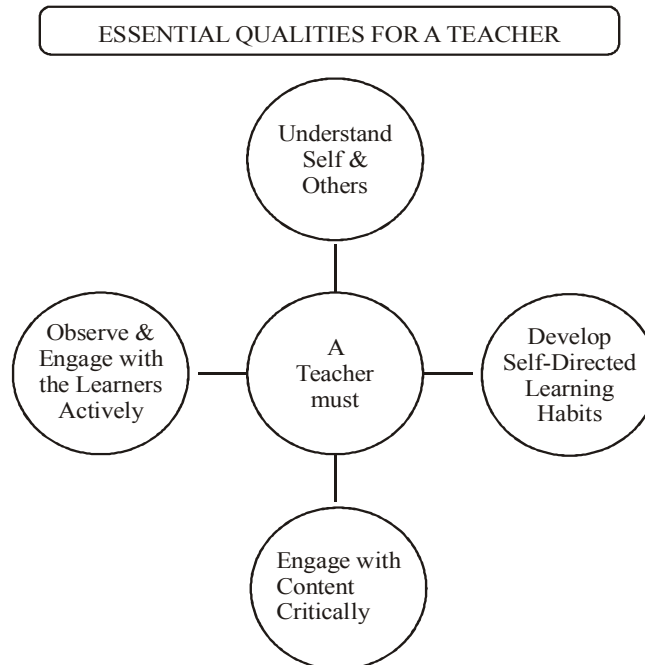 ESSENTIAL QUALITIES FOR A TEACHER
Understand
Self &
Others
Observe &
Engage with
the Learners
Actively
A
Teacher
must
Develop
Self-Directed
Learning
Habits
Engage with
Content
Critically